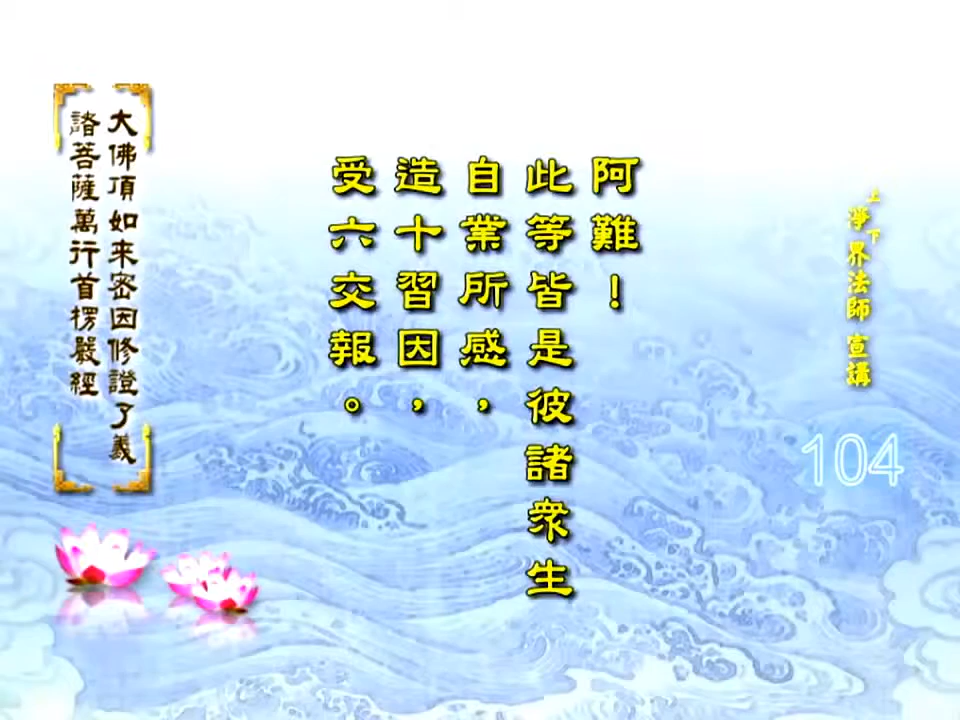 上淨下界法師 宣講
104
阿難！
此等皆是彼諸眾生
自業所感，
造十習因，
受六交報。
大佛頂如來密因修證了義
諸菩薩萬行首楞嚴經